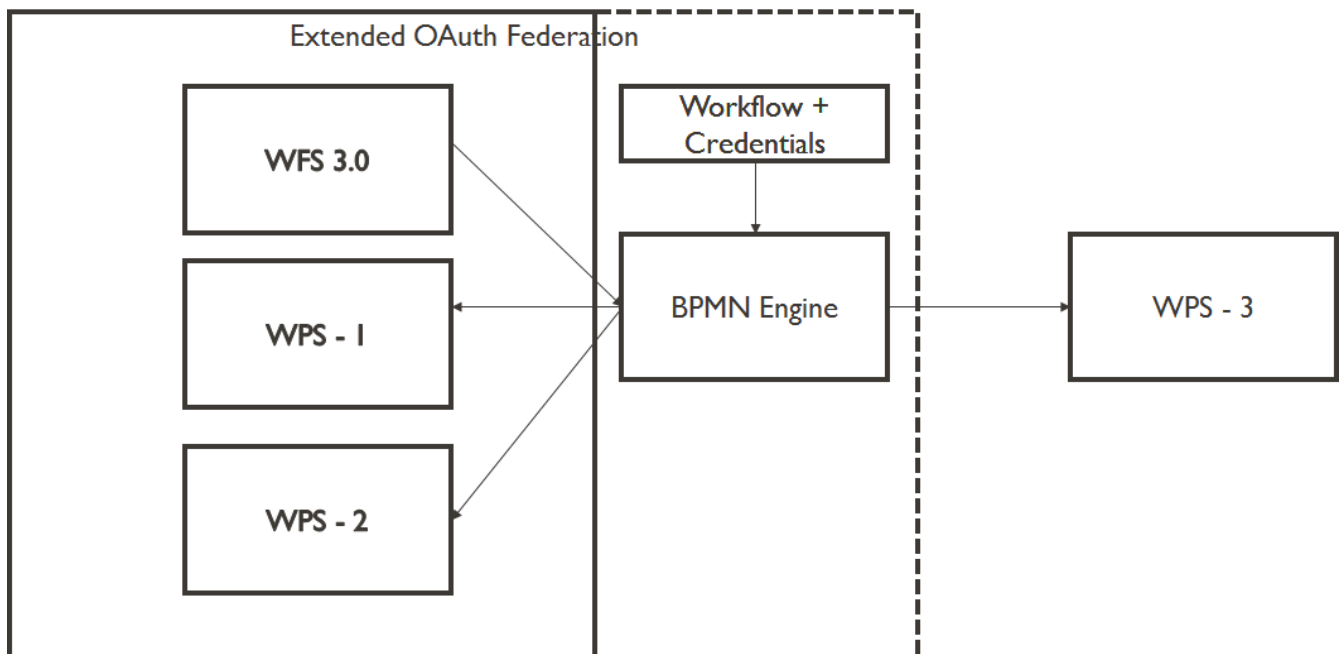 Extended OAuth Federation
WFS 3.0
Workflow +
Credentials
WPS - 1
BPMN Engine
WPS - 3
WPS - 2